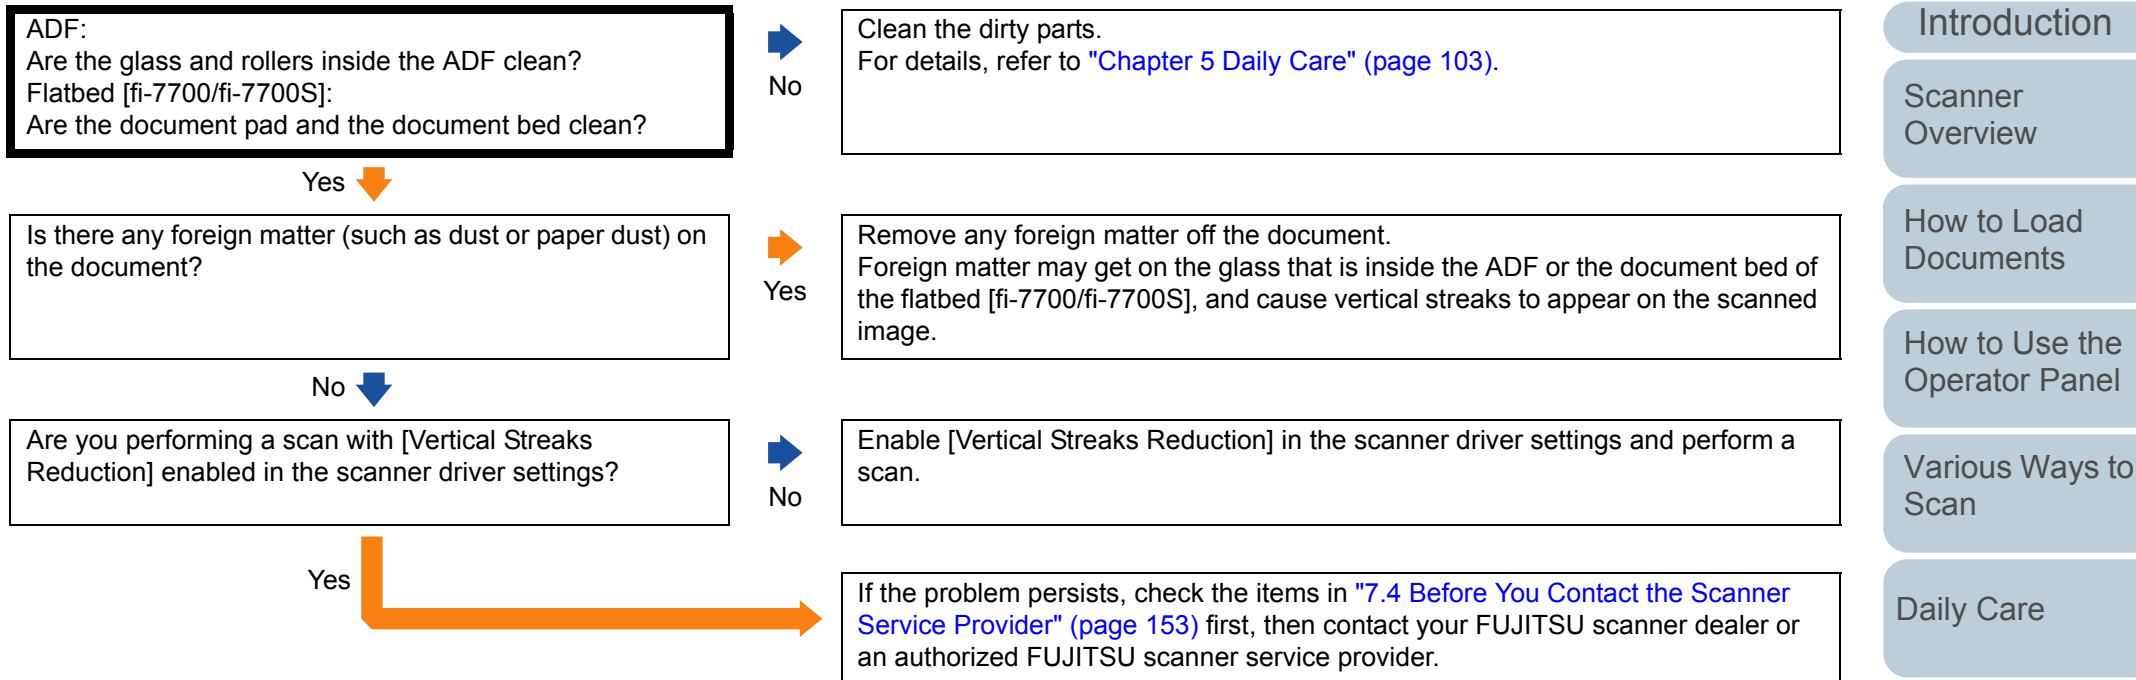 ADF:
Are the glass and rollers inside the ADF clean?
Flatbed [fi-7700/fi-7700S]:
Are the document pad and the document bed clean?
No
Clean the dirty parts.
For details, refer to "Chapter 5 Daily Care" (page 103).
Yes
Is there any foreign matter (such as dust or paper dust) on
the document?
Yes
Remove any foreign matter off the document.
Foreign matter may get on the glass that is inside the ADF or the document bed of
the flatbed [fi-7700/fi-7700S], and cause vertical streaks to appear on the scanned
image.
No
Are you performing a scan with [Vertical Streaks
Reduction] enabled in the scanner driver settings?
No
Enable [Vertical Streaks Reduction] in the scanner driver settings and perform a
scan.
Yes
If the problem persists, check the items in "7.4 Before You Contact the Scanner
Service Provider" (page 153) first, then contact your FUJITSU scanner dealer or
an authorized FUJITSU scanner service provider.
Introduction
Scanner
Overview
How to Load
Documents
How to Use the
Operator Panel
Various Ways to
Scan
Daily Care